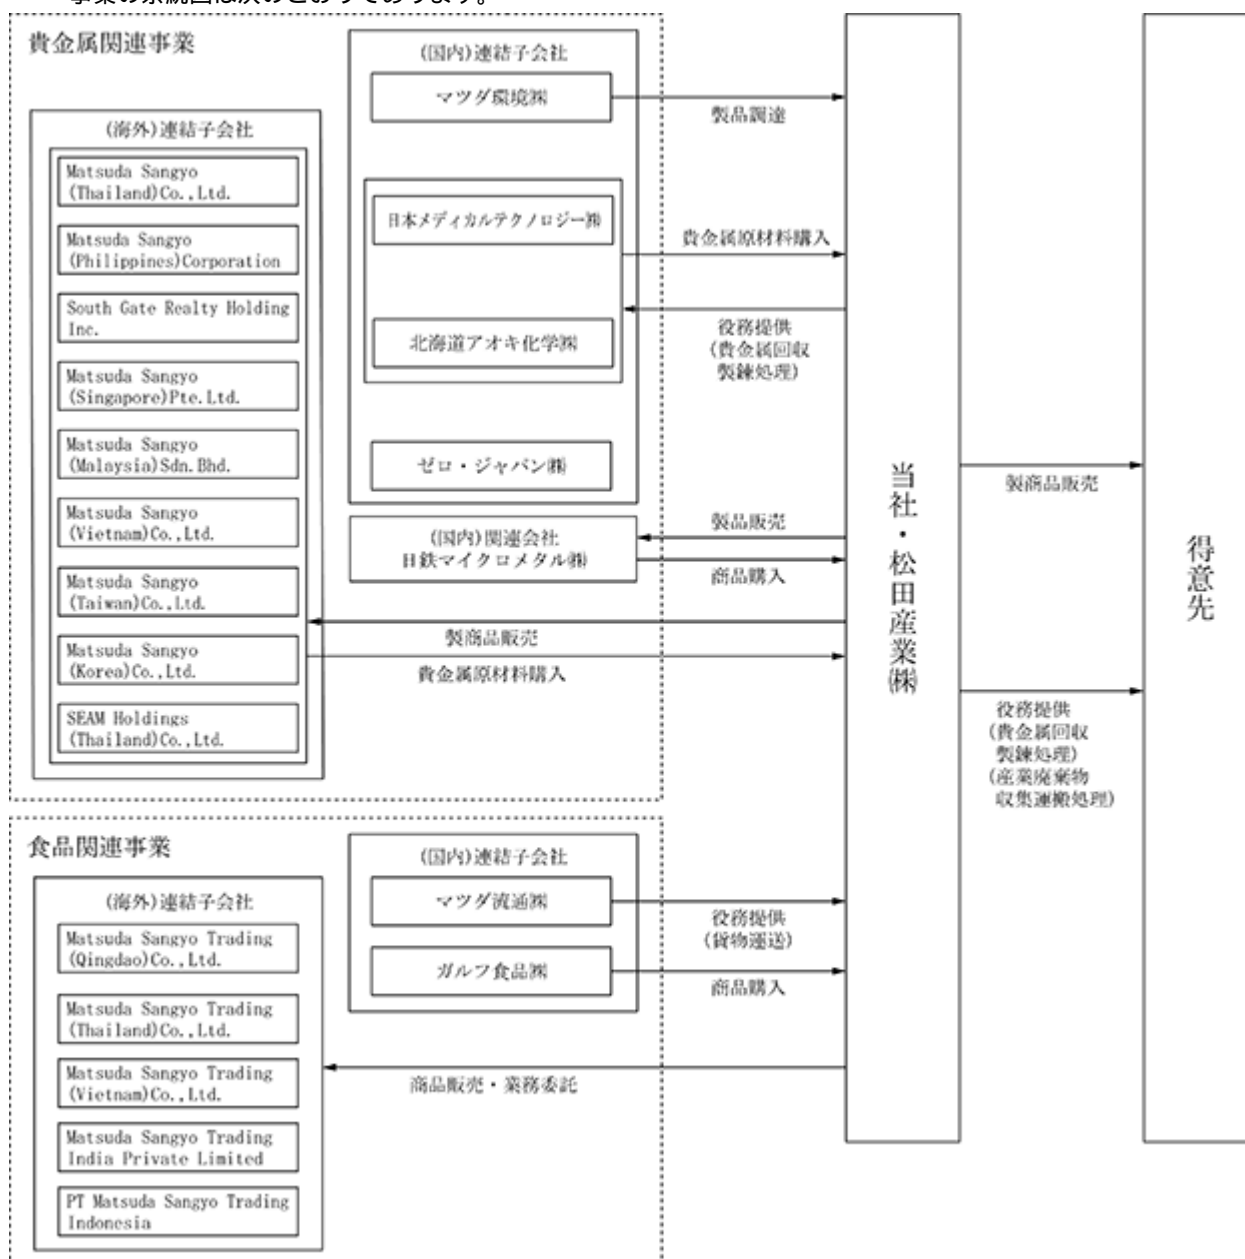 事業の系統図は次のとおりであります。
貴金属関連事業
(海外)連結子会社
Matsuda Sangyo
(Thailand)Co.,Ltd.
Matsuda Sangyo
(Philippines)Corporation
South Gate Realty Holding
Inc.
Matsuda Sangyo
(Singapore)Pte.Ltd.
Matsuda Sangyo
(Malaysia)Sdn.Bhd.
Matsuda Sangyo
(Vietnam)Co.,Ltd.
Matsuda Sangyo
(Taiwan)Co.,Ltd.
Matsuda Sangyo
(Korea)Co.,Ltd.
SEAM Holdings
(Thailand)Co.,Ltd.
(国内)連結子会社
マツダ環境㈱
日本メディカルテクノロジー㈱
北海道アオキ化学㈱
ゼロ・ジャパン㈱
(国内)関連会社
日鉄マイクロメタル㈱
製品調達
貴金属原材料購入
役務提供
(貴金属回収
製錬処理)
製品販売
商品購入
製商品販売
貴金属原材料購入
食品関連事業
(海外)連結子会社
Matsuda Sangyo Trading
(Qingdao)Co.,Ltd.
Matsuda Sangyo Trading
(Thailand)Co.,Ltd.
Matsuda Sangyo Trading
(Vietnam)Co.,Ltd.
Matsuda Sangyo Trading
India Private Limited
PT Matsuda Sangyo Trading
Indonesia
(国内)連結子会社
マツダ流通㈱
ガルフ食品㈱
役務提供
(貨物運送)
商品購入
商品販売・業務委託
当社・松田産業㈱
製商品販売
役務提供
(貴金属回収
製錬処理)
(産業廃棄物
収集運搬処理)
得意先